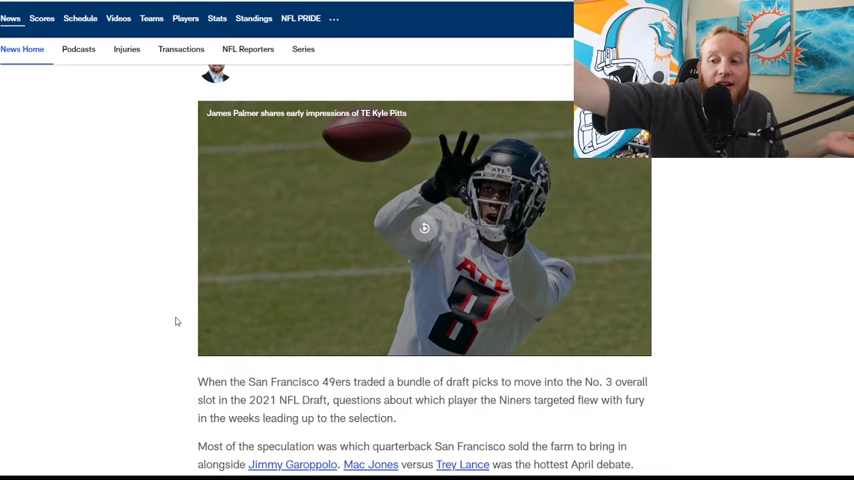 News Scores Schedule Videos Teams Players Stats Standings NFL PRIDE ...
News Home Podcasts Injuries Transactions NFL Reporters Series
James Palmer shares early impressions of TE Kyle Pitts
ATL
ATL
8
When the San Francisco 49ers traded a bundle of draft picks to move into the No. 3 overall
slot in the 2021 NFL Draft, questions about which player the Niners targeted flew with fury
in the weeks leading up to the selection.
Most of the speculation was which quarterback San Francisco sold the farm to bring in
alongside Jimmy Garoppolo. Mac Jones versus Trey Lance was the hottest April debate.